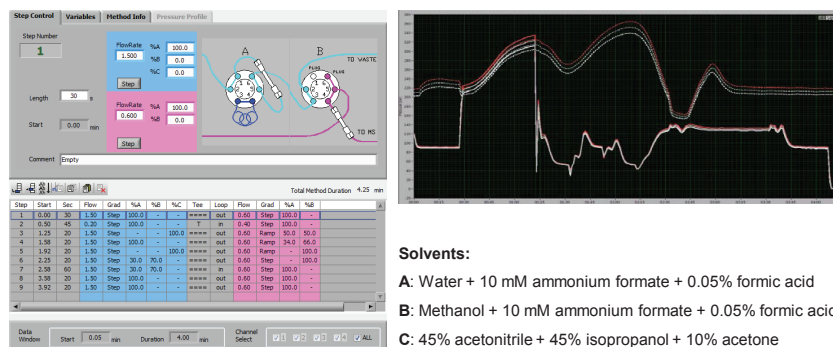 Step Control Variables Method Info Pressure Profile
Step Number
1
FlowRate %A 100.0
1.500 %B 0.0
%C 0.0
Step
Length 30 s
FlowRate %A 100.0
0.600 %B 0.0
Start 0.00 min
Step
A B
TO WASTE
PLUG
PLUG
TO MS
Comment Empty
Total Method Duration 4.25 min
Step Start Sec Flow Grad %A %B %C Tee Loop Flow Grad %A %B
1 0.00 30 1.50 Step 100.0 - - ==== out 0.60 Step 100.0 -
2 0.50 45 0.20 Step 100.0 - - T in 0.40 Step 100.0 -
3 1.25 20 1.50 Step - - 100.0 ==== out 0.60 Ramp 50.0 50.0
4 1.58 20 1.50 Step 100.0 - - ==== out 0.60 Ramp 34.0 66.0
5 1.92 20 1.50 Step - - 100.0 ==== out 0.60 Ramp - 100.0
6 2.25 20 1.50 Step 30.0 70.0 - ==== out 0.60 Step - 100.0
7 2.58 60 1.50 Step 30.0 70.0 - ==== in 0.60 Step 100.0 -
8 3.58 20 1.50 Step 100.0 - - ==== out 0.60 Step 100.0 -
9 3.92 20 1.50 Step 100.0 - - ==== out 0.60 Step 100.0 -
Data Window Start 0.05 min Duration 4.00 min Channel Select 1 2 3 4 ALL
Solvents:
A: Water + 10 mM ammonium formate + 0.05% formic acid
B: Methanol + 10 mM ammonium formate + 0.05% formic acid
C: 45% acetonitrile + 45% isopropanol + 10% acetone